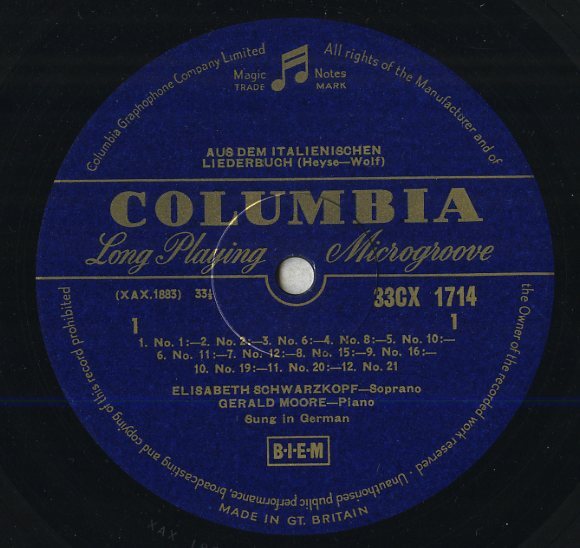 Columbia Graphophone Company Limited
All rights of the Manufacturer and of
the Owner of the recorded work reserved
Unauthorised public performance, broadcasting and copying of this record prohibited
Magic Notes
TRADE MARK
AUS DEM ITALIENISCHEN
LIEDERBUCH (Heyse—Wolf)
COLUMBIA
Long Playing Microgroove
(XAX.1883) 33⅓
33CX 1714
1 1
1. No. 1:—2. No. 2:—3. No. 6:—4. No. 8:—5. No. 10:—
6. No. 11:—7. No. 12:—8. No. 15:—9. No. 16:—
10. No. 19:—11. No. 20:—12. No. 21
ELISABETH SCHWARZKOPF—Soprano
GERALD MOORE—Piano
Sung in German
B·I·E·M
MADE IN GT. BRITAIN
XAX